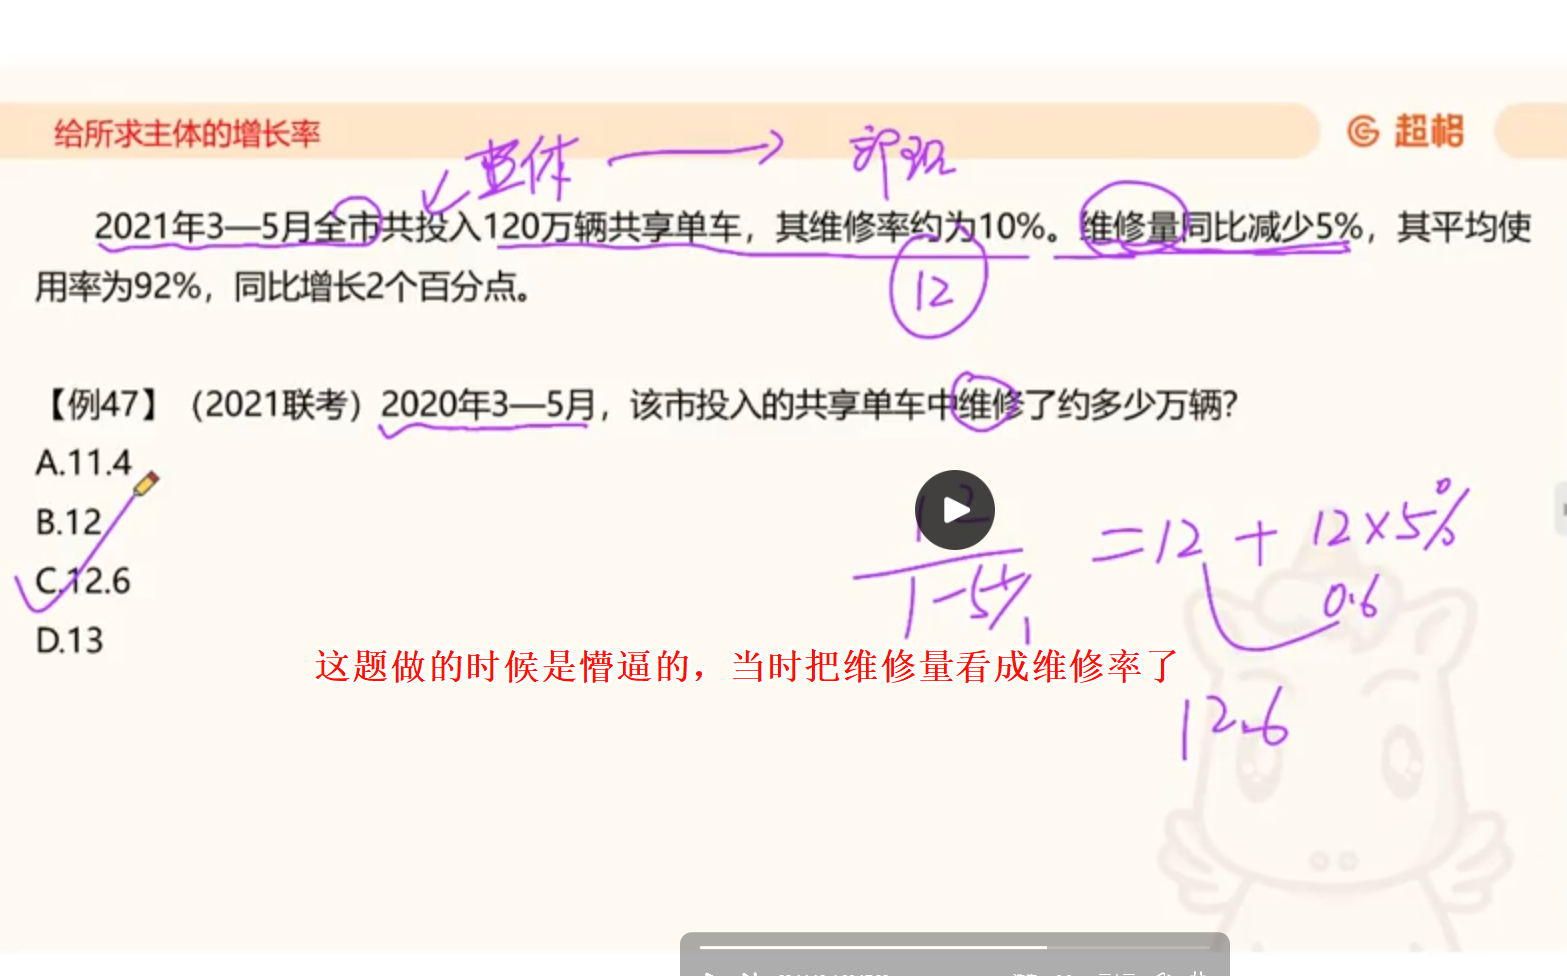 给所求主体的增长率
超格
整体
部分
2021年3—5月全市共投入120万辆共享单车，其维修率约为10%。维修量同比减少5%，其平均使
用率为92%，同比增长2个百分点。
12
【例47】（2021联考）2020年3—5月，该市投入的共享单车中维修了约多少万辆？
A.11.4
B.12
C.12.6
D.13
12
1-5%
=12 + 12×5%
0.6
12.6
这题做的时候是懵逼的，当时把维修量看成维修率了